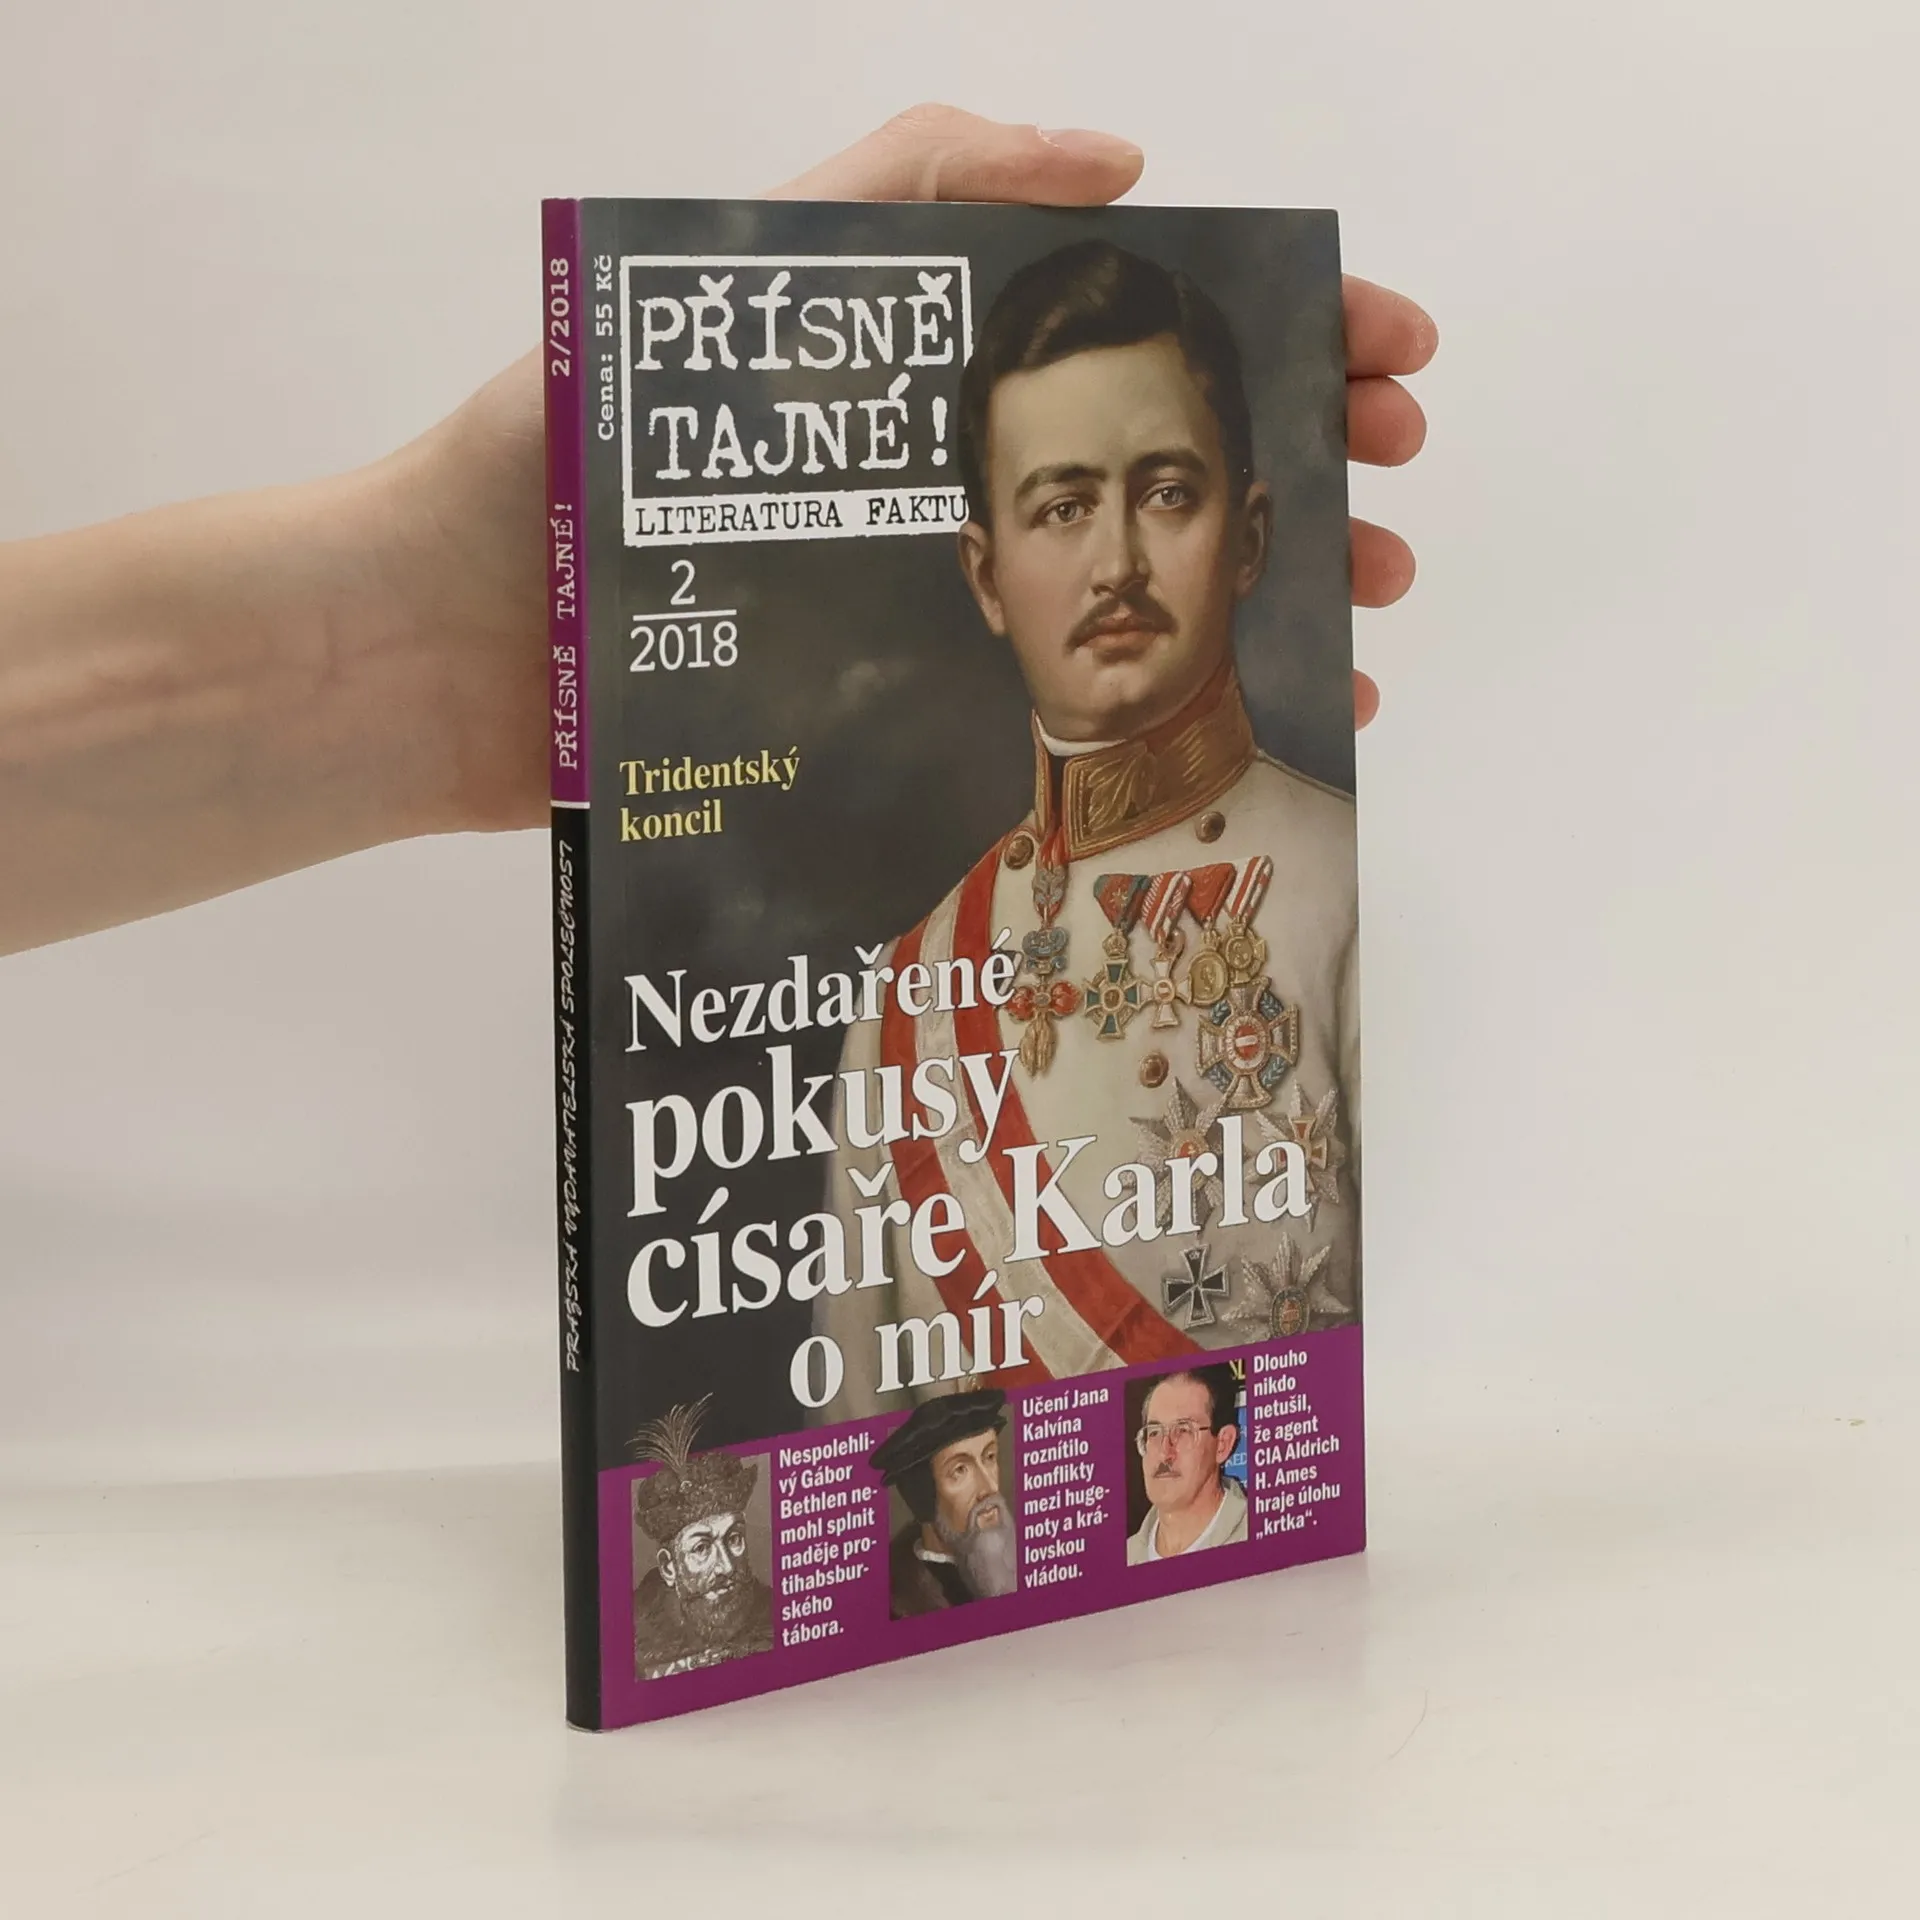 2/2018
PŘÍSNĚ TAJNÉ!
PRAŽSKÁ VYDAVATELSKÁ SPOLEČNOST
Cena: 55 Kč
PŘÍSNĚ
TAJNÉ!
LITERATURA FAKTU
2
2018
Tridentský
koncil
Nezdařené
pokusy
císaře Karla
o mír
Nespolehli-
vý Gábor
Bethlen ne-
mohl splnit
naděje pro-
tihabsbur-
ského
tábora.
Učení Jana
Kalvína
roznítilo
konflikty
mezi huge-
noty a krá-
lovskou
vládou.
Dlouho
nikdo
netušil,
že agent
CIA Aldrich
H. Ames
hraje úlohu
„krtka“.